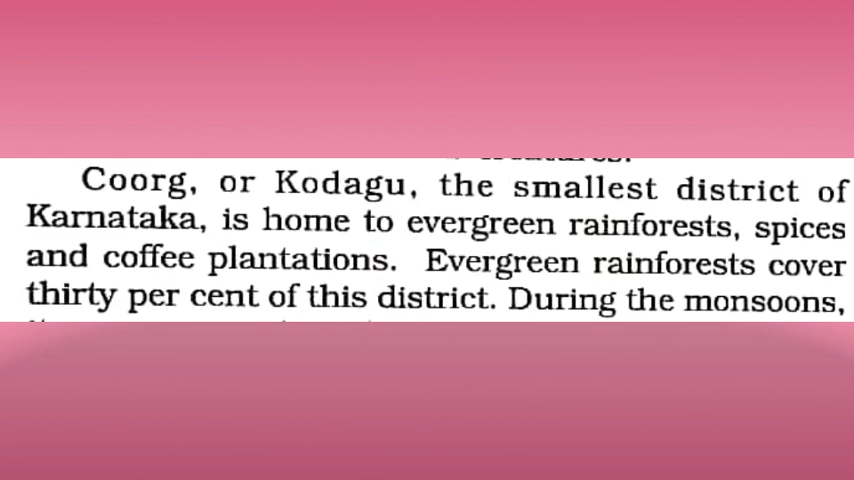 Coorg, or Kodagu, the smallest district of
Karnataka, is home to evergreen rainforests, spices
and coffee plantations. Evergreen rainforests cover
thirty per cent of this district. During the monsoons,